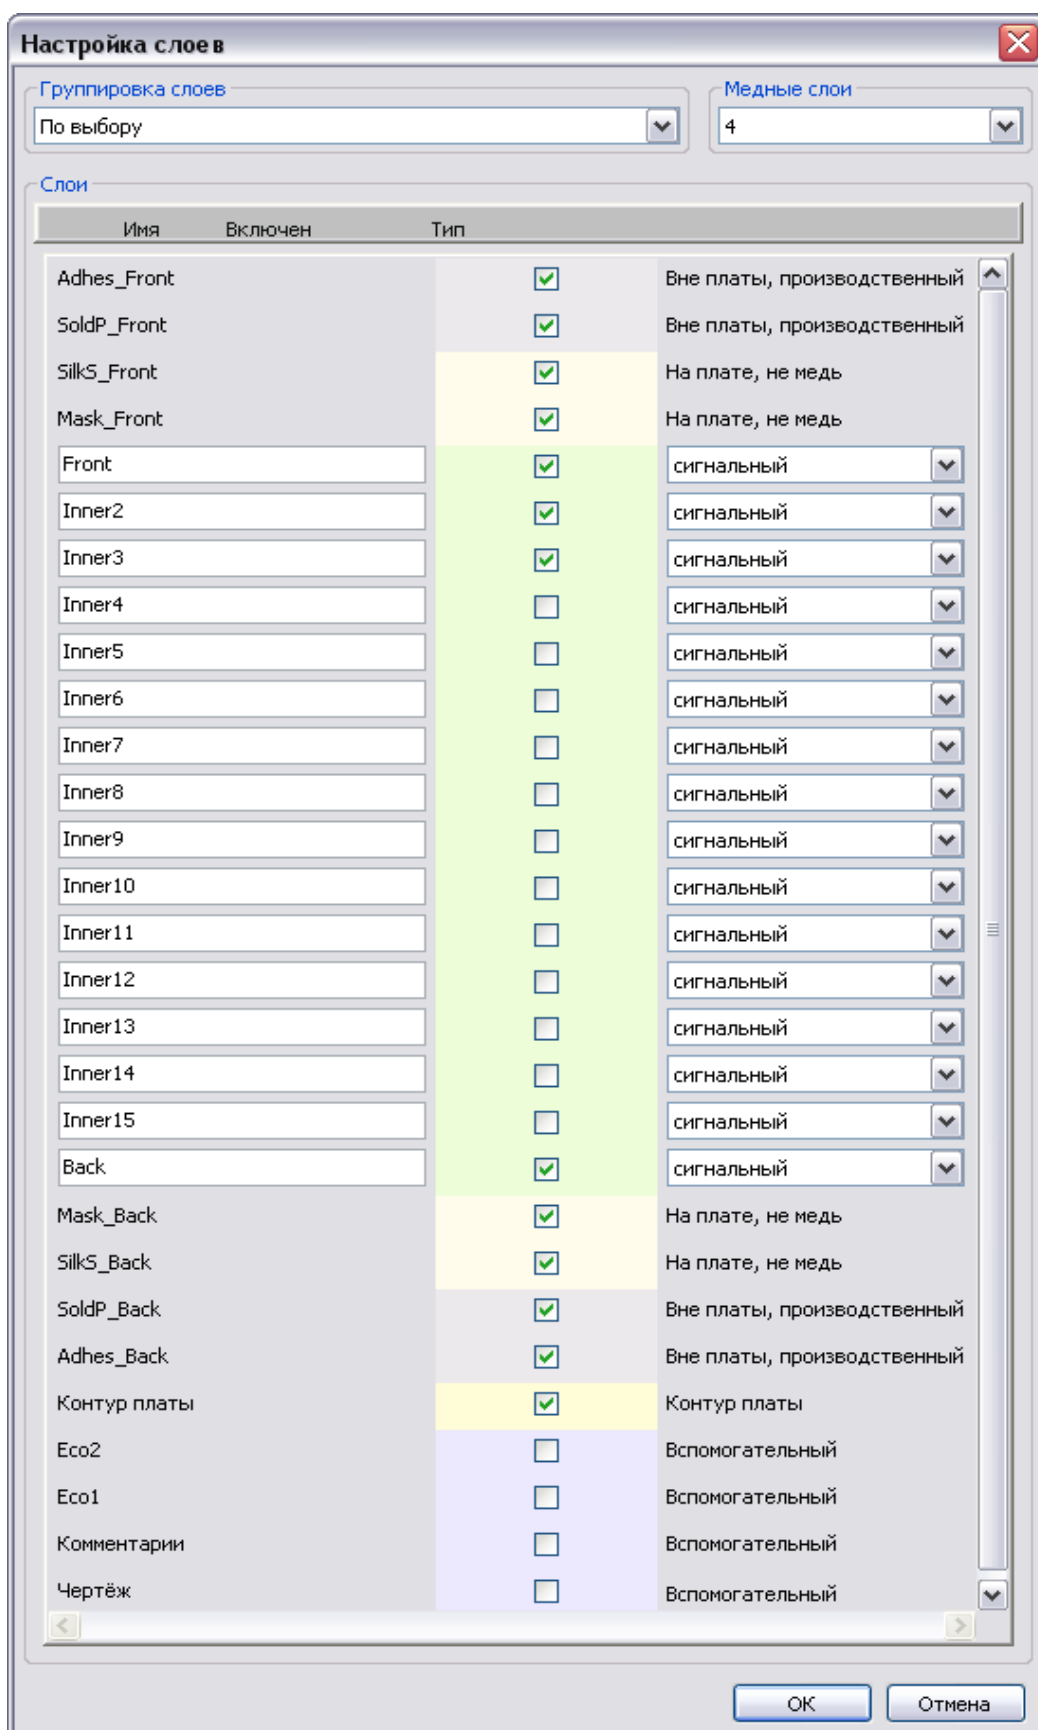 Настройка слоев
Группировка слоев Медные слои
По выбору 4
Слои
Имя Включен Тип
Adhes_Front Вне платы, производственный
SoldP_Front Вне платы, производственный
SilkS_Front На плате, не медь
Mask_Front На плате, не медь
Front сигнальный
Inner2 сигнальный
Inner3 сигнальный
Inner4 сигнальный
Inner5 сигнальный
Inner6 сигнальный
Inner7 сигнальный
Inner8 сигнальный
Inner9 сигнальный
Inner10 сигнальный
Inner11 сигнальный
Inner12 сигнальный
Inner13 сигнальный
Inner14 сигнальный
Inner15 сигнальный
Back сигнальный
Mask_Back На плате, не медь
SilkS_Back На плате, не медь
SoldP_Back Вне платы, производственный
Adhes_Back Вне платы, производственный
Контур платы Контур платы
Eco2 Вспомогательный
Eco1 Вспомогательный
Комментарии Вспомогательный
Чертёж Вспомогательный
ОК Отмена